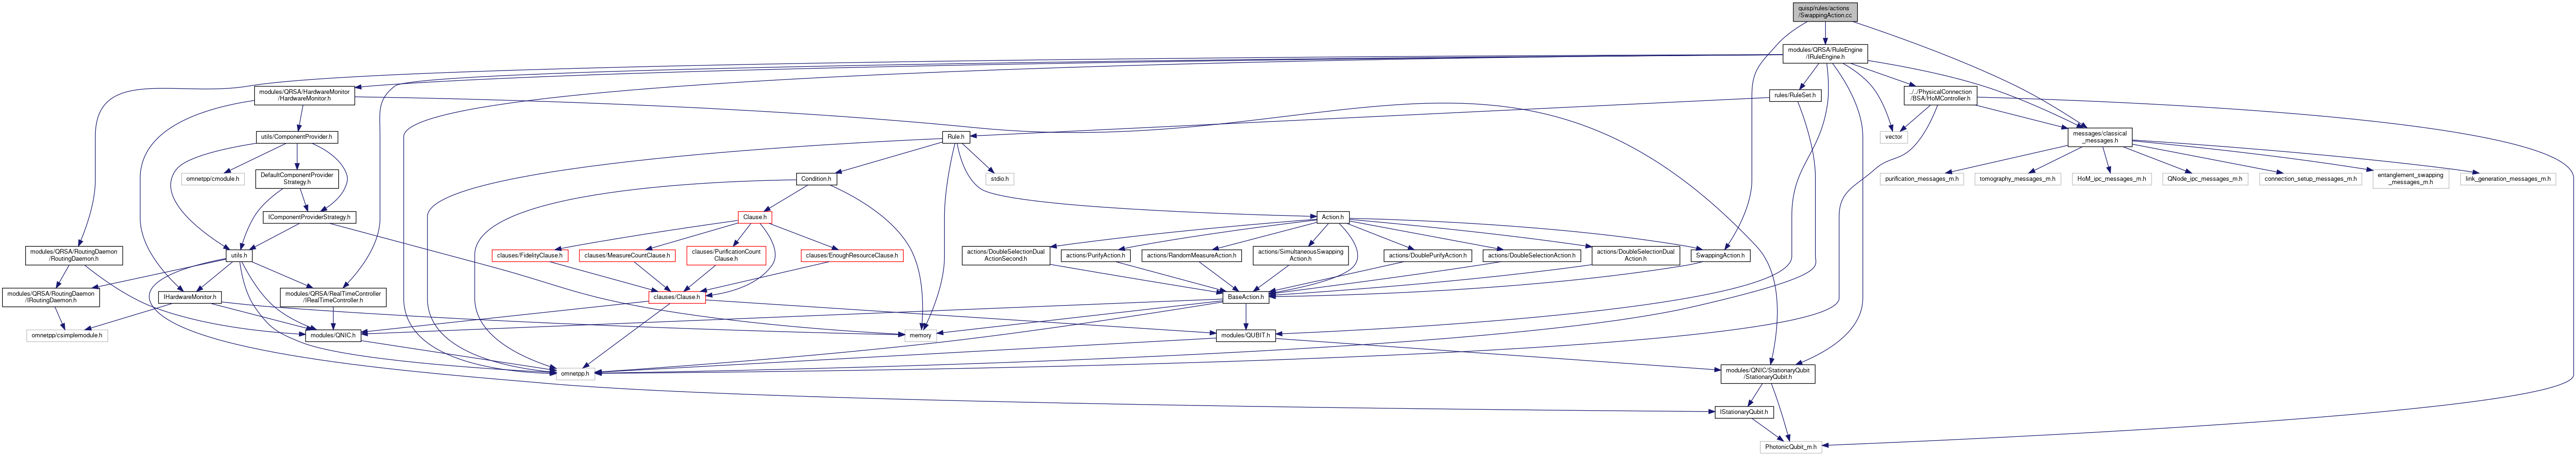 quisp/rules/actions
/SwappingAction.cc
modules/QRSA/RuleEngine
/IRuleEngine.h
modules/QRSA/HardwareMonitor
/HardwareMonitor.h
rules/RuleSet.h
../../PhysicalConnection
/BSA/HoMController.h
utils/ComponentProvider.h
Rule.h
vector
messages/classical
_messages.h
omnetpp/cmodule.h
DefaultComponentProvider
Strategy.h
Condition.h
stdio.h
purification_messages_m.h
tomography_messages_m.h
HoM_ipc_messages_m.h
QNode_ipc_messages_m.h
connection_setup_messages_m.h
entanglement_swapping
_messages_m.h
link_generation_messages_m.h
IComponentProviderStrategy.h
Clause.h
Action.h
modules/QRSA/RoutingDaemon
/RoutingDaemon.h
utils.h
clauses/FidelityClause.h
clauses/MeasureCountClause.h
clauses/PurificationCount
Clause.h
clauses/EnoughResourceClause.h
actions/DoubleSelectionDual
ActionSecond.h
actions/PurifyAction.h
actions/RandomMeasureAction.h
actions/SimultaneousSwapping
Action.h
actions/DoublePurifyAction.h
actions/DoubleSelectionAction.h
actions/DoubleSelectionDual
Action.h
SwappingAction.h
modules/QRSA/RoutingDaemon
/IRoutingDaemon.h
IHardwareMonitor.h
modules/QRSA/RealTimeController
/IRealTimeController.h
clauses/Clause.h
BaseAction.h
omnetpp/csimplemodule.h
modules/QNIC.h
memory
modules/QUBIT.h
omnetpp.h
modules/QNIC/StationaryQubit
/StationaryQubit.h
IStationaryQubit.h
PhotonicQubit_m.h